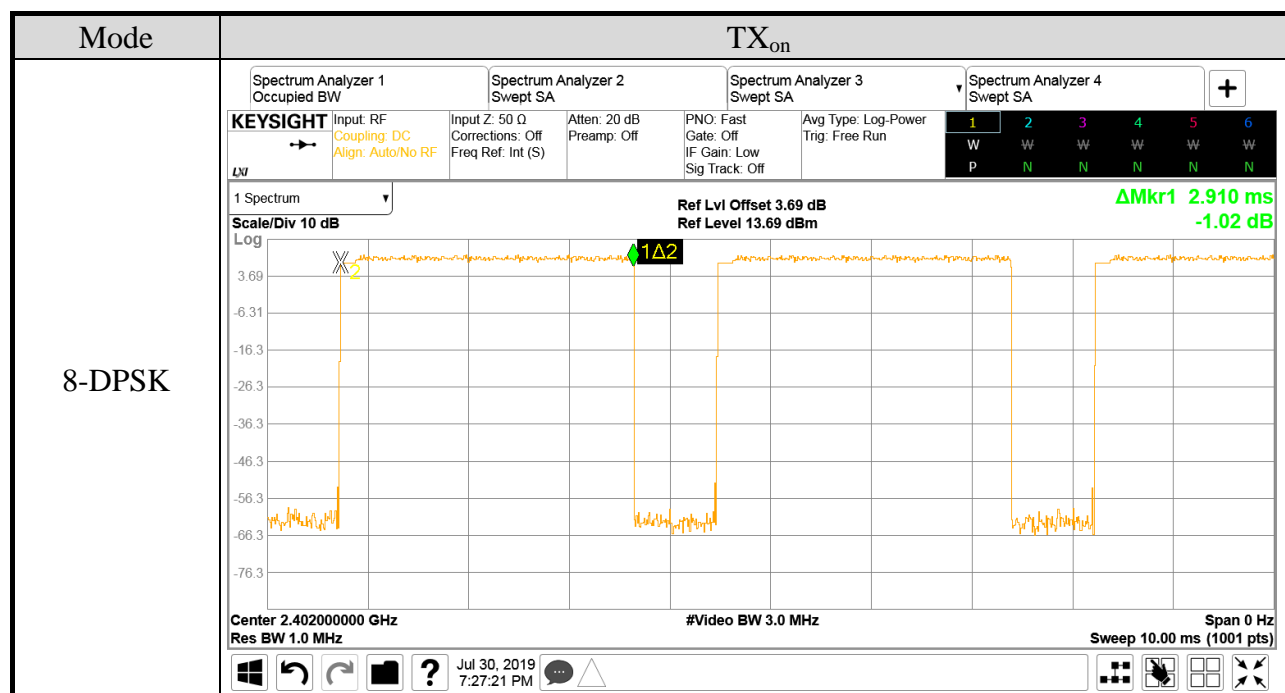 Mode TXon
8-DPSK
Spectrum Analyzer 1
Occupied BW
Spectrum Analyzer 2
Swept SA
Spectrum Analyzer 3
Swept SA
Spectrum Analyzer 4
Swept SA
KEYSIGHT
LXI
Input: RF
Coupling: DC
Align: Auto/No RF
Input Z: 50 Ω
Corrections: Off
Freq Ref: Int (S)
Atten: 20 dB
Preamp: Off
PNO: Fast
Gate: Off
IF Gain: Low
Sig Track: Off
Avg Type: Log-Power
Trig: Free Run
1 2 3 4 5 6
W W W W W W
P N N N N N
1 Spectrum
Scale/Div 10 dB
Ref Lvl Offset 3.69 dB
Ref Level 13.69 dBm
ΔMkr1 2.910 ms
-1.02 dB
Log
1Δ2
2
3.69
-6.31
-16.3
-26.3
-36.3
-46.3
-56.3
-66.3
-76.3
Center 2.402000000 GHz
#Video BW 3.0 MHz
Span 0 Hz
Res BW 1.0 MHz
Sweep 10.00 ms (1001 pts)
?
Jul 30, 2019
7:27:21 PM